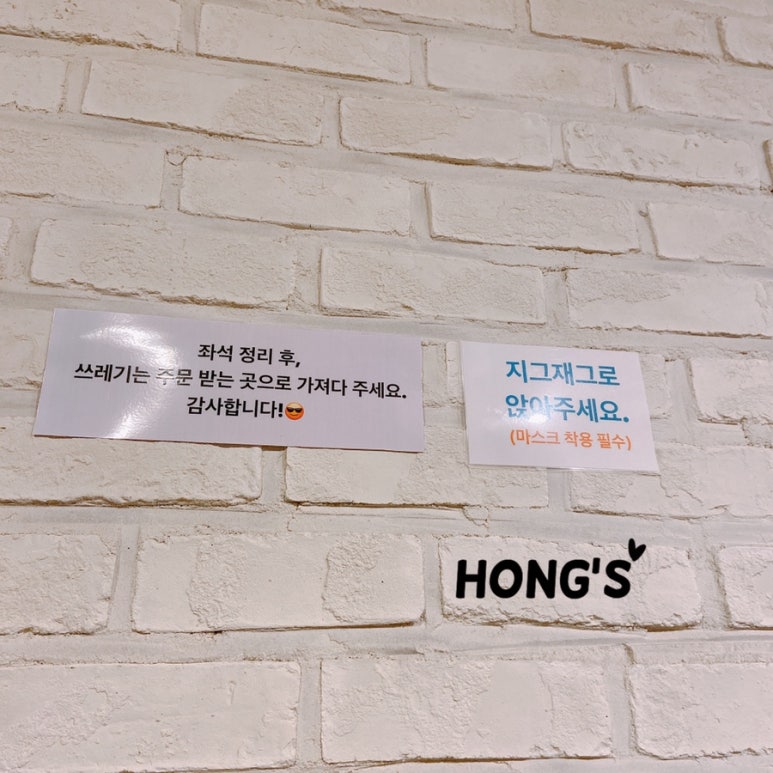 좌석 정리 후,
쓰레기는 주문 받는 곳으로 가져다 주세요.
감사합니다!😎
지그재그로
앉아주세요.
(마스크 착용 필수)
HONG'S